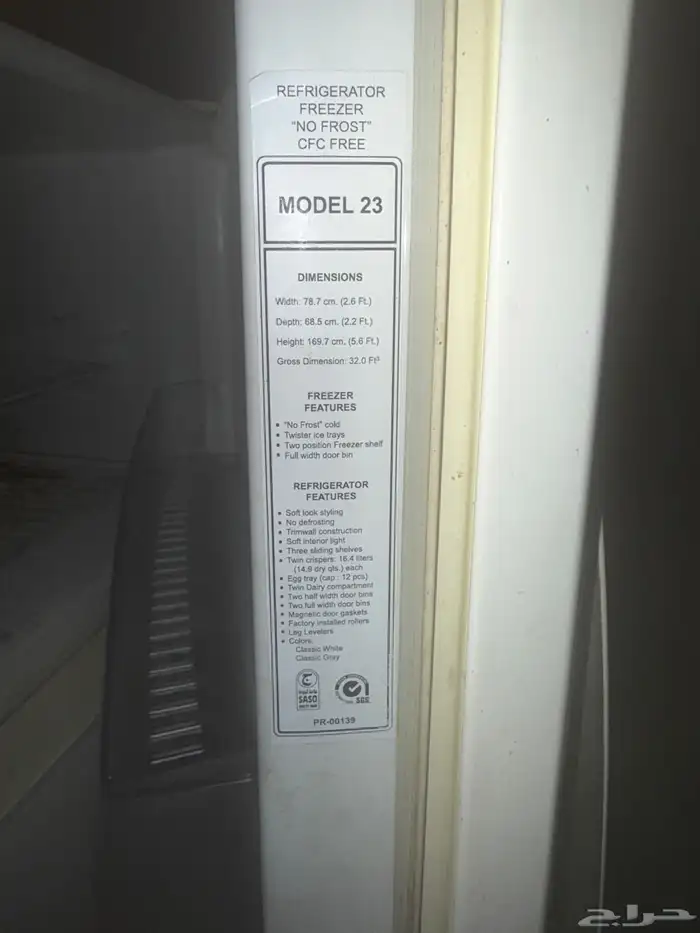 REFRIGERATOR
FREEZER
"NO FROST"
CFC FREE
MODEL 23
DIMENSIONS
Width: 78.7 cm. (2.6 Ft.)
Depth: 68.5 cm. (2.2 Ft.)
Height: 169.7 cm. (5.6 Ft.)
Gross Dimension: 32.0 Ft³
FREEZER
FEATURES
• "No Frost" cold
• Twister ice trays
• Two position Freezer shelf
• Full width door bin
REFRIGERATOR
FEATURES
• Soft look styling
• No defrosting
• Trimwall construction
• Soft interior light
• Three sliding shelves
• Twin crispers: 16.4 liters
(14.9 dry qts.) each
• Egg tray (cap : 12 pcs)
• Twin Dairy compartment
• Two half width door bins
• Two full width door bins
• Magnetic door gaskets
• Factory installed rollers
• Leg Levelers
• Colors:
Classic White
Classic Gray
SASO
SGS
PR-00139
حراج